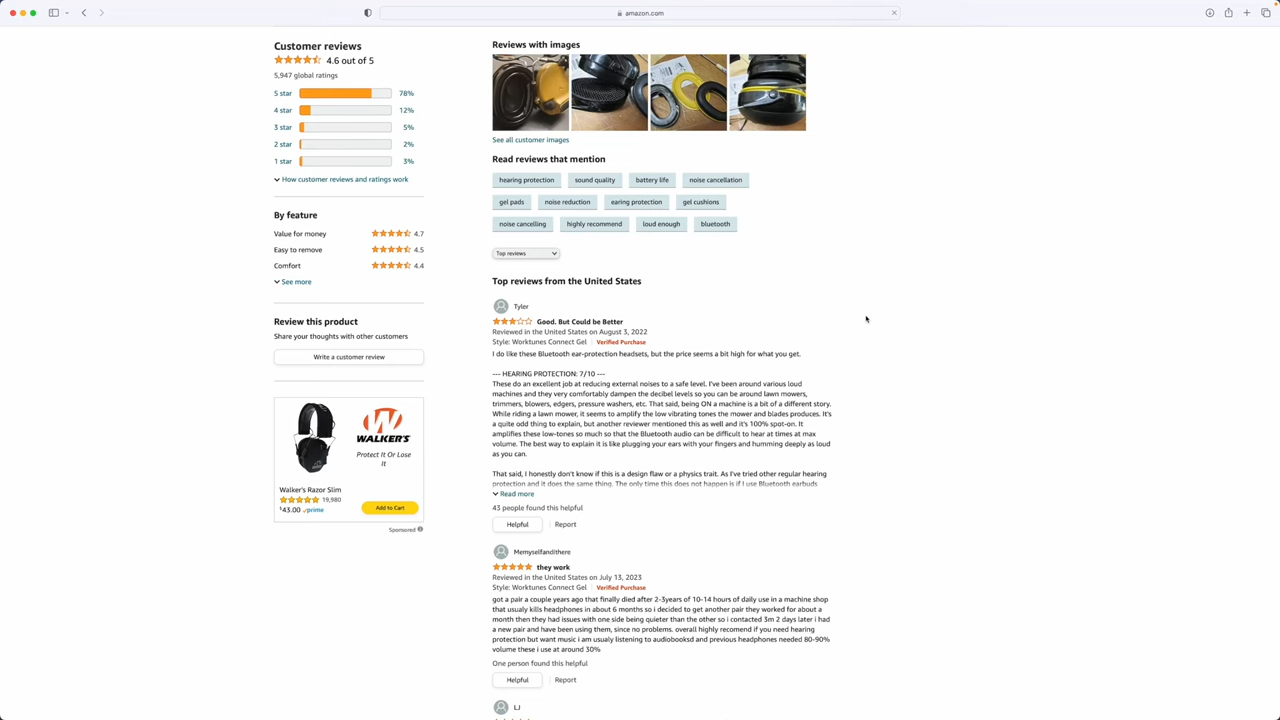 amazon.com
Customer reviews
4.6 out of 5
5,947 global ratings
5 star 78%
4 star 12%
3 star 5%
2 star 2%
1 star 3%
How customer reviews and ratings work
By feature
Value for money 4.7
Easy to remove 4.5
Comfort 4.4
See more
Review this product
Share your thoughts with other customers
Write a customer review
WALKER'S
Protect It Or Lose
It
Walker's Razor Slim
19,980
$43.00 prime
Add to Cart
Sponsored
Reviews with images
See all customer images
Read reviews that mention
hearing protection sound quality battery life noise cancellation
gel pads noise reduction earing protection gel cushions
noise cancelling highly recommend loud enough bluetooth
Top reviews
Top reviews from the United States
Tyler
Good. But Could be Better
Reviewed in the United States on August 3, 2022
Style: Worktunes Connect Gel | Verified Purchase
I do like these Bluetooth ear-protection headsets, but the price seems a bit high for what you get.
--- HEARING PROTECTION: 7/10 ---
These do an excellent job at reducing external noises to a safe level. I've been around various loud
machines and they very comfortably dampen the decibel levels so you can be around lawn mowers,
trimmers, blowers, edgers, pressure washers, etc. That said, being ON a machine is a bit of a different story.
While riding a lawn mower, it seems to amplify the low vibrating tones the mower and blades produces. It's
a quite odd thing to explain, but another reviewer mentioned this as well and it's 100% spot-on. It
amplifies these low-tones so much so that the Bluetooth audio can be difficult to hear at times at max
volume. The best way to explain it is like plugging your ears with your fingers and humming deeply as loud
as you can.
That said, I honestly don't know if this is a design flaw or a physics trait. As I've tried other regular hearing
protection and it does the same thing. The only time this does not happen is if I use Bluetooth earbuds
Read more
43 people found this helpful
Helpful | Report
Memyselfandithere
they work
Reviewed in the United States on July 13, 2023
Style: Worktunes Connect Gel | Verified Purchase
got a pair a couple years ago that finally died after 2-3years of 10-14 hours of daily use in a machine shop
that usualy kills headphones in about 6 months so i decided to get another pair they worked for about a
month then they had issues with one side being quieter than the other so i contacted 3m 2 days later i had
a new pair and have been using them, since no problems. overall highly recomend if you need hearing
protection but want music i am usualy listening to audiobooksd and previous headphones needed 80-90%
volume these i use at around 30%
One person found this helpful
Helpful | Report
LJ